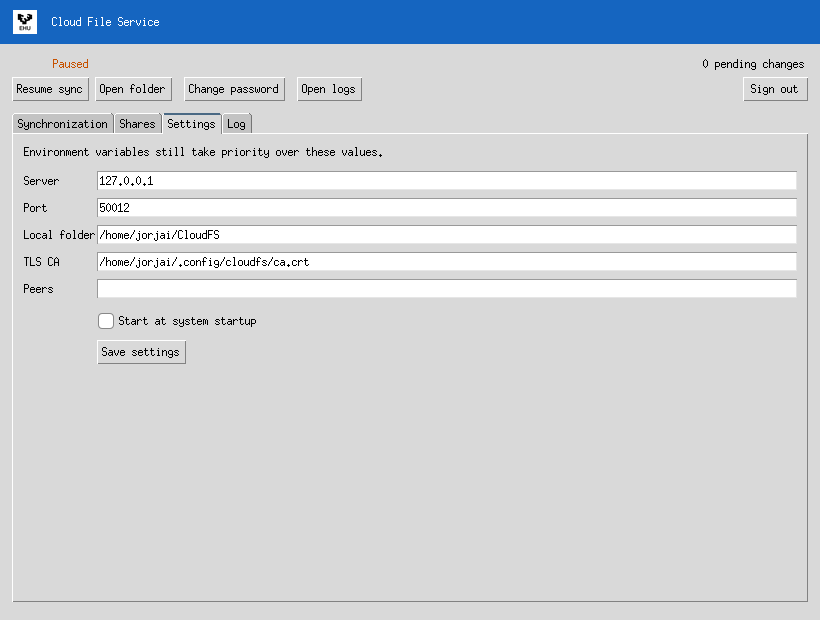 EHU
Cloud File Service
Paused
0 pending changes
Resume sync
Open folder
Change password
Open logs
Sign out
Synchronization
Shares
Settings
Log
Environment variables still take priority over these values.
Server 127.0.0.1
Port 50012
Local folder /home/jorjai/CloudFS
TLS CA /home/jorjai/.config/cloudfs/ca.crt
Peers
Start at system startup
Save settings